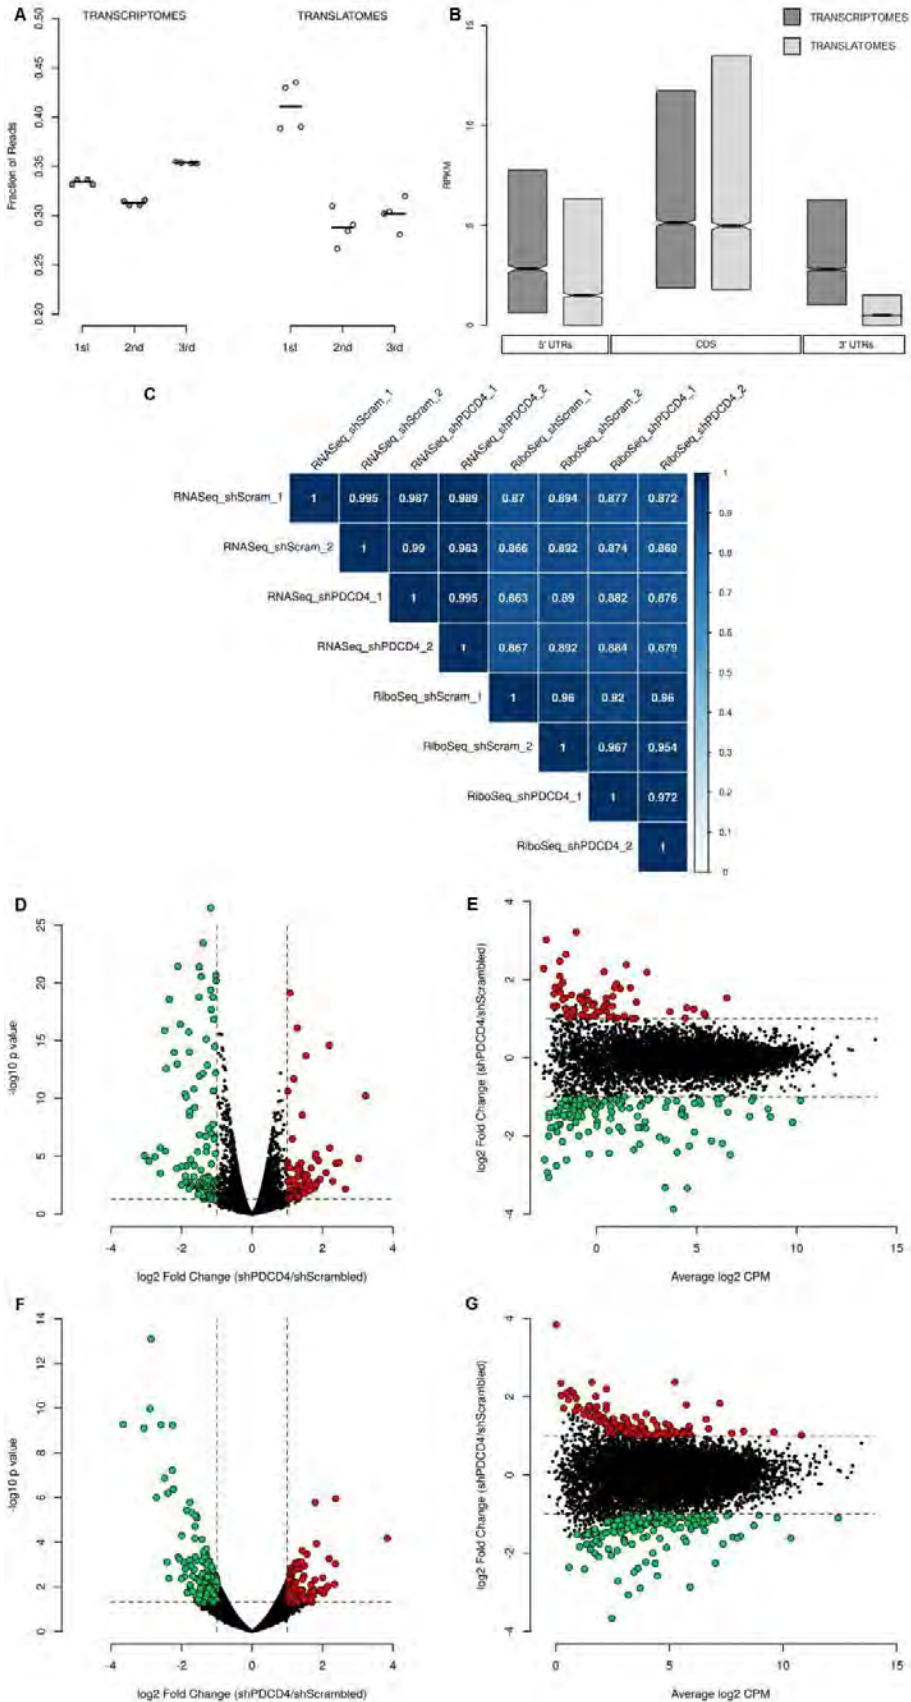 A
TRANSCRIPTOMES
TRANSLATOMES
Fraction of Reads
0.50
0.45
0.40
0.35
0.30
0.25
0.20
1st
2nd
3rd
1st
2nd
3rd
B
TRANSCRIPTOMES
TRANSLATOMES
RPKM
15
10
5
0
5' UTRs
CDS
3' UTRs
C
RNASeq_shScram_1
RNASeq_shScram_2
RNASeq_shPDCD4_1
RNASeq_shPDCD4_2
RiboSeq_shScram_1
RiboSeq_shScram_2
RiboSeq_shPDCD4_1
RiboSeq_shPDCD4_2
RNASeq_shScram_1 1 0.995 0.987 0.989 0.87 0.894 0.877 0.872
RNASeq_shScram_2 1 0.99 0.983 0.866 0.892 0.874 0.869
RNASeq_shPDCD4_1 1 0.995 0.863 0.89 0.882 0.876
RNASeq_shPDCD4_2 1 0.867 0.892 0.884 0.879
RiboSeq_shScram_1 1 0.96 0.92 0.96
RiboSeq_shScram_2 1 0.967 0.954
RiboSeq_shPDCD4_1 1 0.972
RiboSeq_shPDCD4_2 1
1
0.9
0.8
0.7
0.6
0.5
0.4
0.3
0.2
0.1
0
D
-log10 p value
25
20
15
10
5
0
-4 -2 0 2 4
log2 Fold Change (shPDCD4/shScrambled)
E
log2 Fold Change (shPDCD4/shScrambled)
4
2
0
-2
-4
0 5 10 15
Average log2 CPM
F
-log10 p value
14
12
10
8
6
4
2
0
-4 -2 0 2 4
log2 Fold Change (shPDCD4/shScrambled)
G
log2 Fold Change (shPDCD4/shScrambled)
4
2
0
-2
-4
0 5 10 15
Average log2 CPM